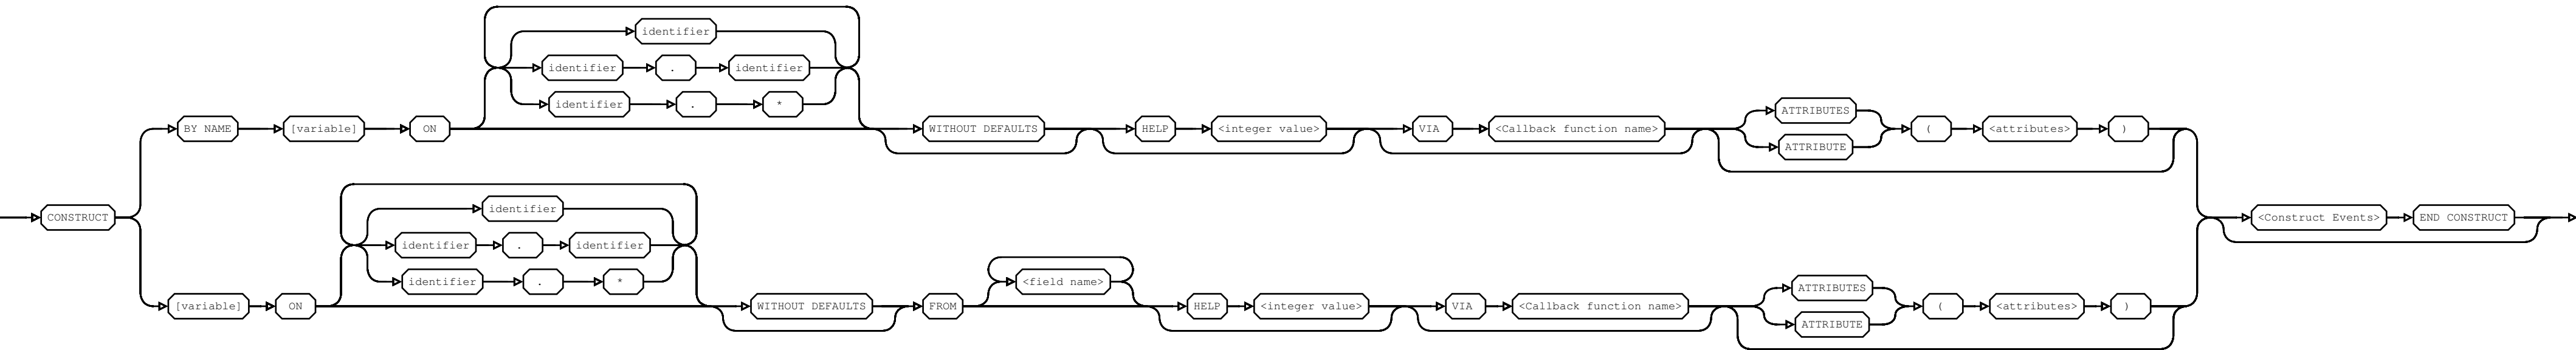 identifier
identifier . identifier
identifier . *
BY NAME [variable] ON WITHOUT DEFAULTS HELP <integer value> VIA <Callback function name> ATTRIBUTES ( <attributes> )
ATTRIBUTE
CONSTRUCT <Construct Events> END CONSTRUCT
identifier
identifier . identifier
identifier . *
<field name>
[variable] ON WITHOUT DEFAULTS FROM HELP <integer value> VIA <Callback function name> ATTRIBUTES ( <attributes> )
ATTRIBUTE